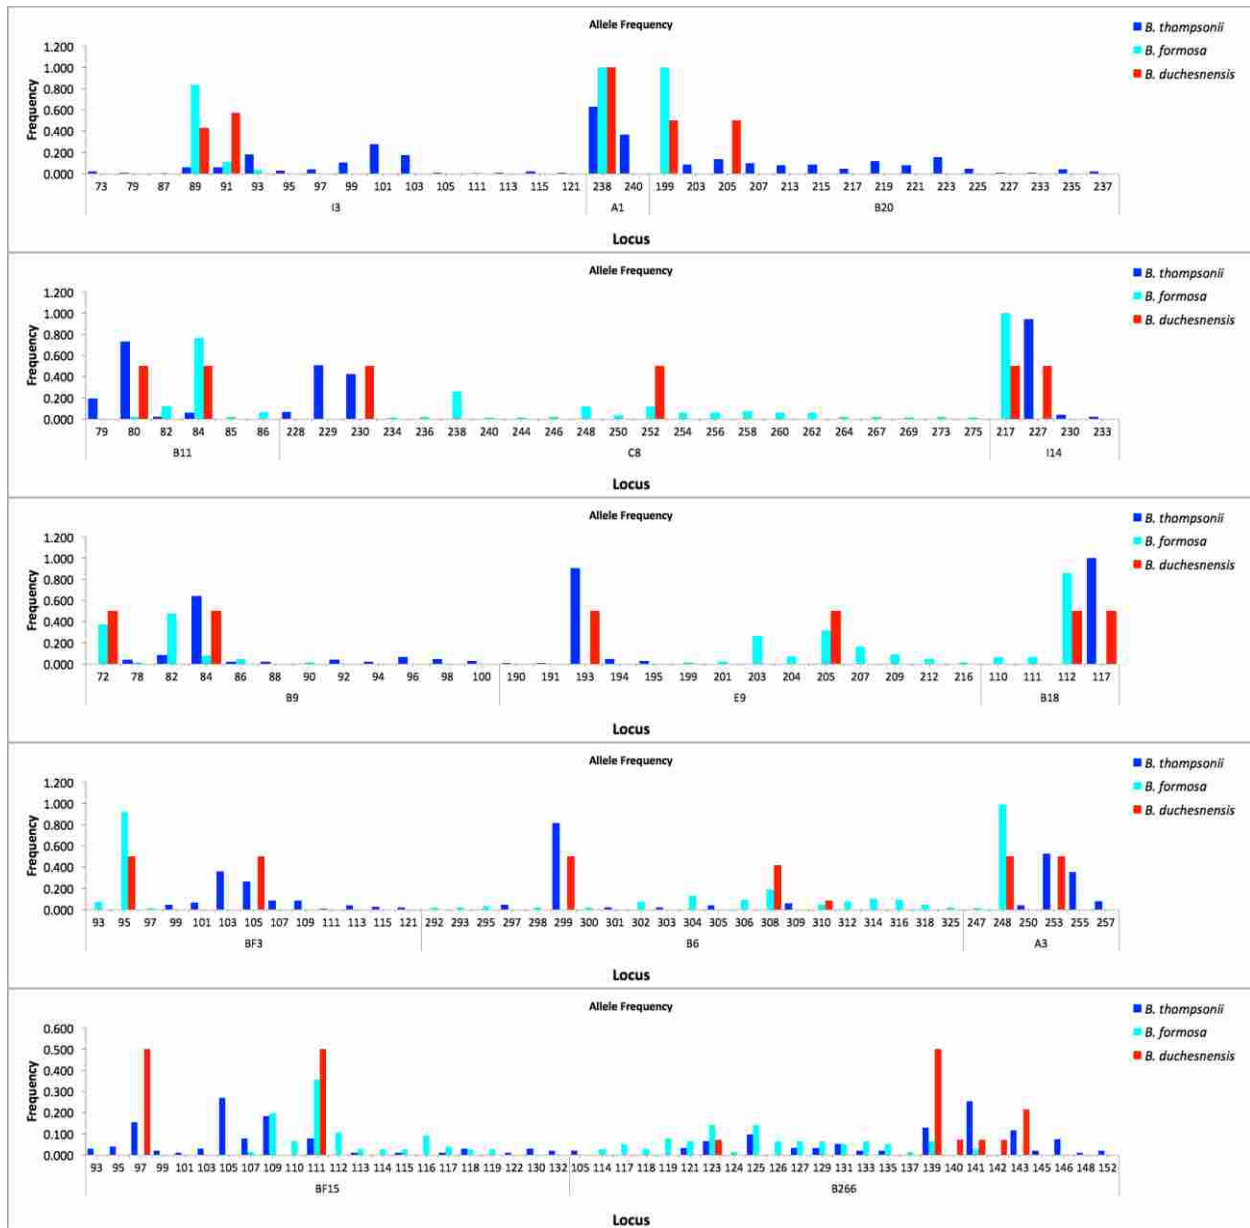 Allele Frequency
B. thompsonii
B. formosa
B. duchesnensis
Frequency
1.200
1.000
0.800
0.600
0.400
0.200
0.000
73 79 87 89 91 93 95 97 99 101 103 105 111 113 115 121 238 240 199 203 205 207 213 215 217 219 221 223 225 227 233 235 237
I3 A1 B20
Locus
Allele Frequency
B. thompsonii
B. formosa
B. duchesnensis
Frequency
1.200
1.000
0.800
0.600
0.400
0.200
0.000
79 80 82 84 85 86 228 229 230 234 236 238 240 244 246 248 250 252 254 256 258 260 262 264 267 269 273 275 217 227 230 233
B11 C8 I14
Locus
Allele Frequency
B. thompsonii
B. formosa
B. duchesnensis
Frequency
1.200
1.000
0.800
0.600
0.400
0.200
0.000
72 78 82 84 86 88 90 92 94 96 98 100 190 191 193 194 195 199 201 203 204 205 207 209 212 216 110 111 112 117
B9 E9 B18
Locus
Allele Frequency
B. thompsonii
B. formosa
B. duchesnensis
Frequency
1.200
1.000
0.800
0.600
0.400
0.200
0.000
93 95 97 99 101 103 105 107 109 111 113 115 121 292 293 295 297 298 299 300 301 302 303 304 305 306 308 309 310 312 314 316 318 325 247 248 250 253 255 257
BF3 B6 A3
Locus
Allele Frequency
B. thompsonii
B. formosa
B. duchesnensis
Frequency
0.600
0.500
0.400
0.300
0.200
0.100
0.000
93 95 97 99 101 103 105 107 109 110 111 112 113 114 115 116 117 118 119 122 130 132 105 114 117 118 119 121 123 124 125 126 127 129 131 133 135 137 139 140 141 142 143 145 146 148 152
BF15 B266
Locus